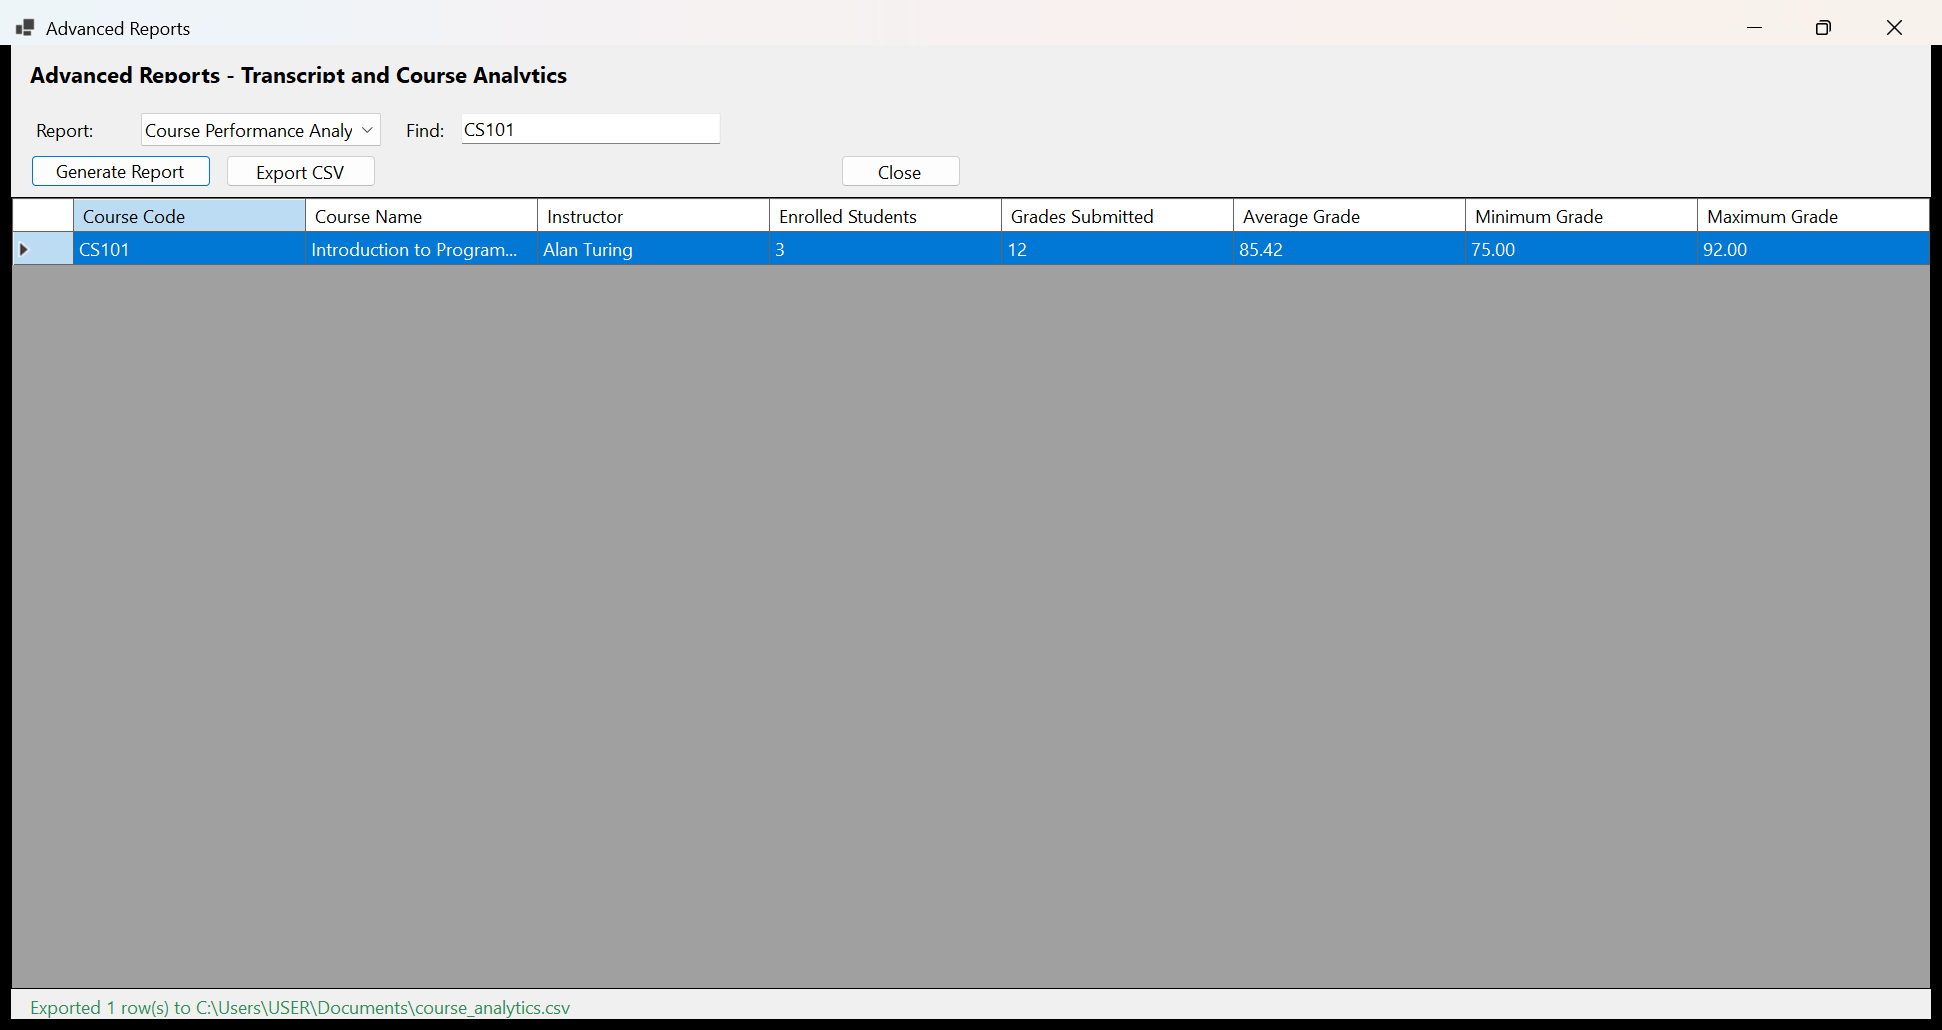 Advanced Reports
Advanced Reports - Transcript and Course Analytics
Report: Course Performance Analy Find: CS101
Generate Report Export CSV Close
Course Code Course Name Instructor Enrolled Students Grades Submitted Average Grade Minimum Grade Maximum Grade
CS101 Introduction to Program... Alan Turing 3 12 85.42 75.00 92.00
Exported 1 row(s) to C:\Users\USER\Documents\course_analytics.csv